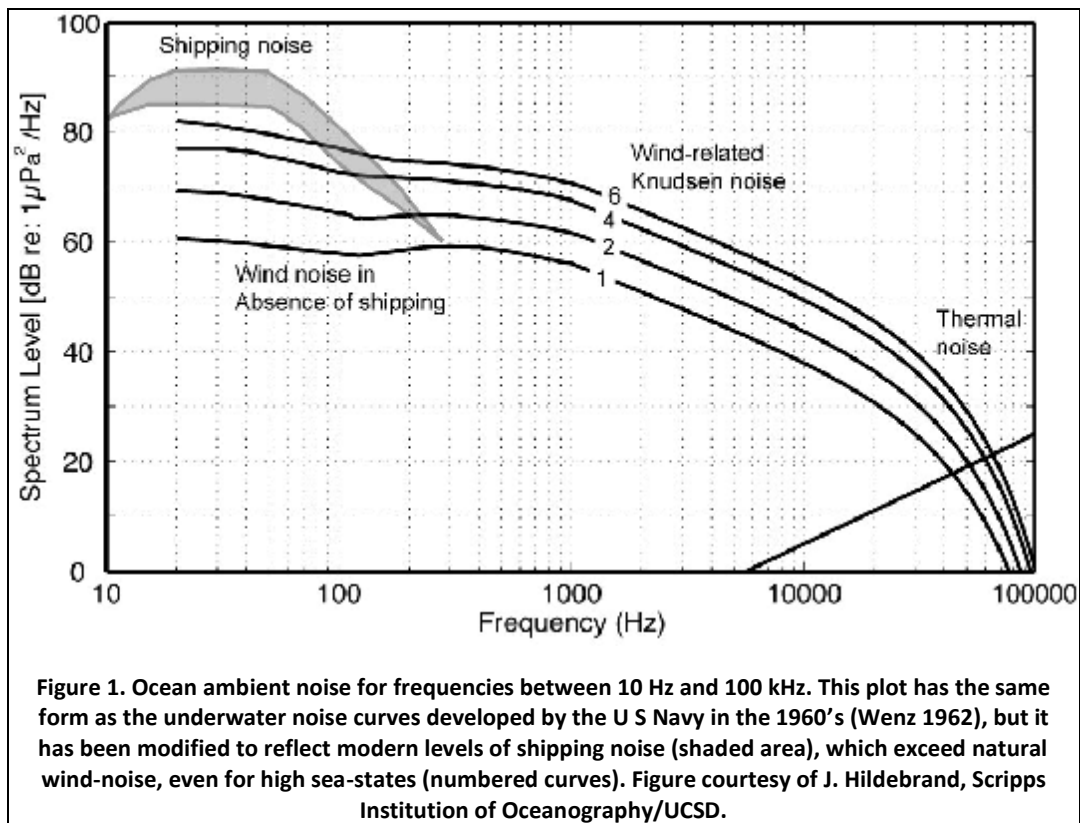 100
80
60
40
20
0
Spectrum Level [dB re: 1µPa² /Hz]
Shipping noise
Wind-related
Knudsen noise
6
4
2
1
Wind noise in
Absence of shipping
Thermal
noise
10
100
1000
10000
100000
Frequency (Hz)
Figure 1. Ocean ambient noise for frequencies between 10 Hz and 100 kHz. This plot has the same
form as the underwater noise curves developed by the U S Navy in the 1960’s (Wenz 1962), but it
has been modified to reflect modern levels of shipping noise (shaded area), which exceed natural
wind-noise, even for high sea-states (numbered curves). Figure courtesy of J. Hildebrand, Scripps
Institution of Oceanography/UCSD.